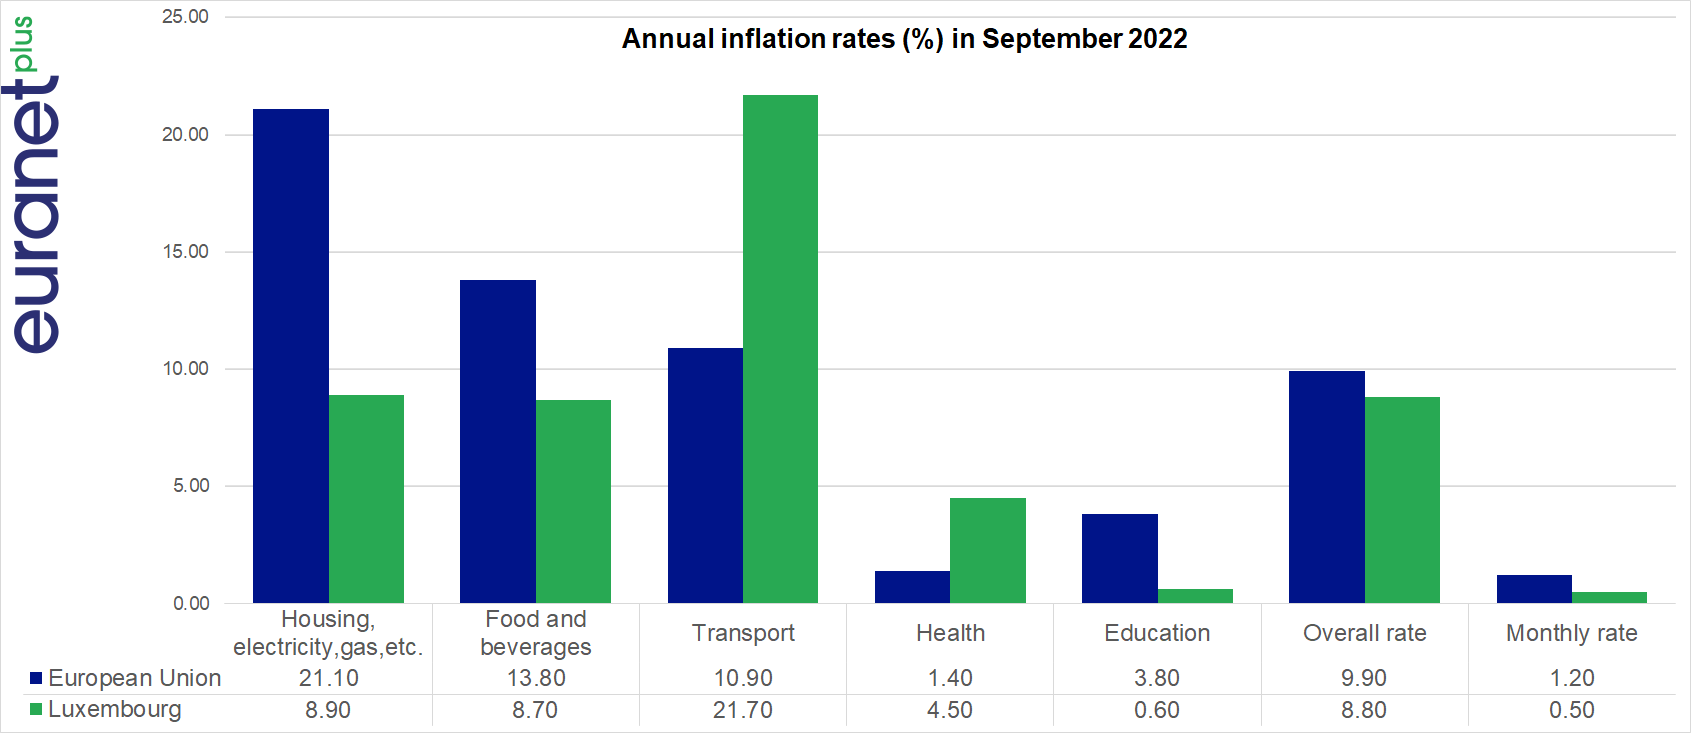 euranet plus
Annual inflation rates (%) in September 2022
25.00
20.00
15.00
10.00
5.00
0.00
Housing, electricity,gas,etc. Food and beverages Transport Health Education Overall rate Monthly rate
European Union 21.10 13.80 10.90 1.40 3.80 9.90 1.20
Luxembourg 8.90 8.70 21.70 4.50 0.60 8.80 0.50